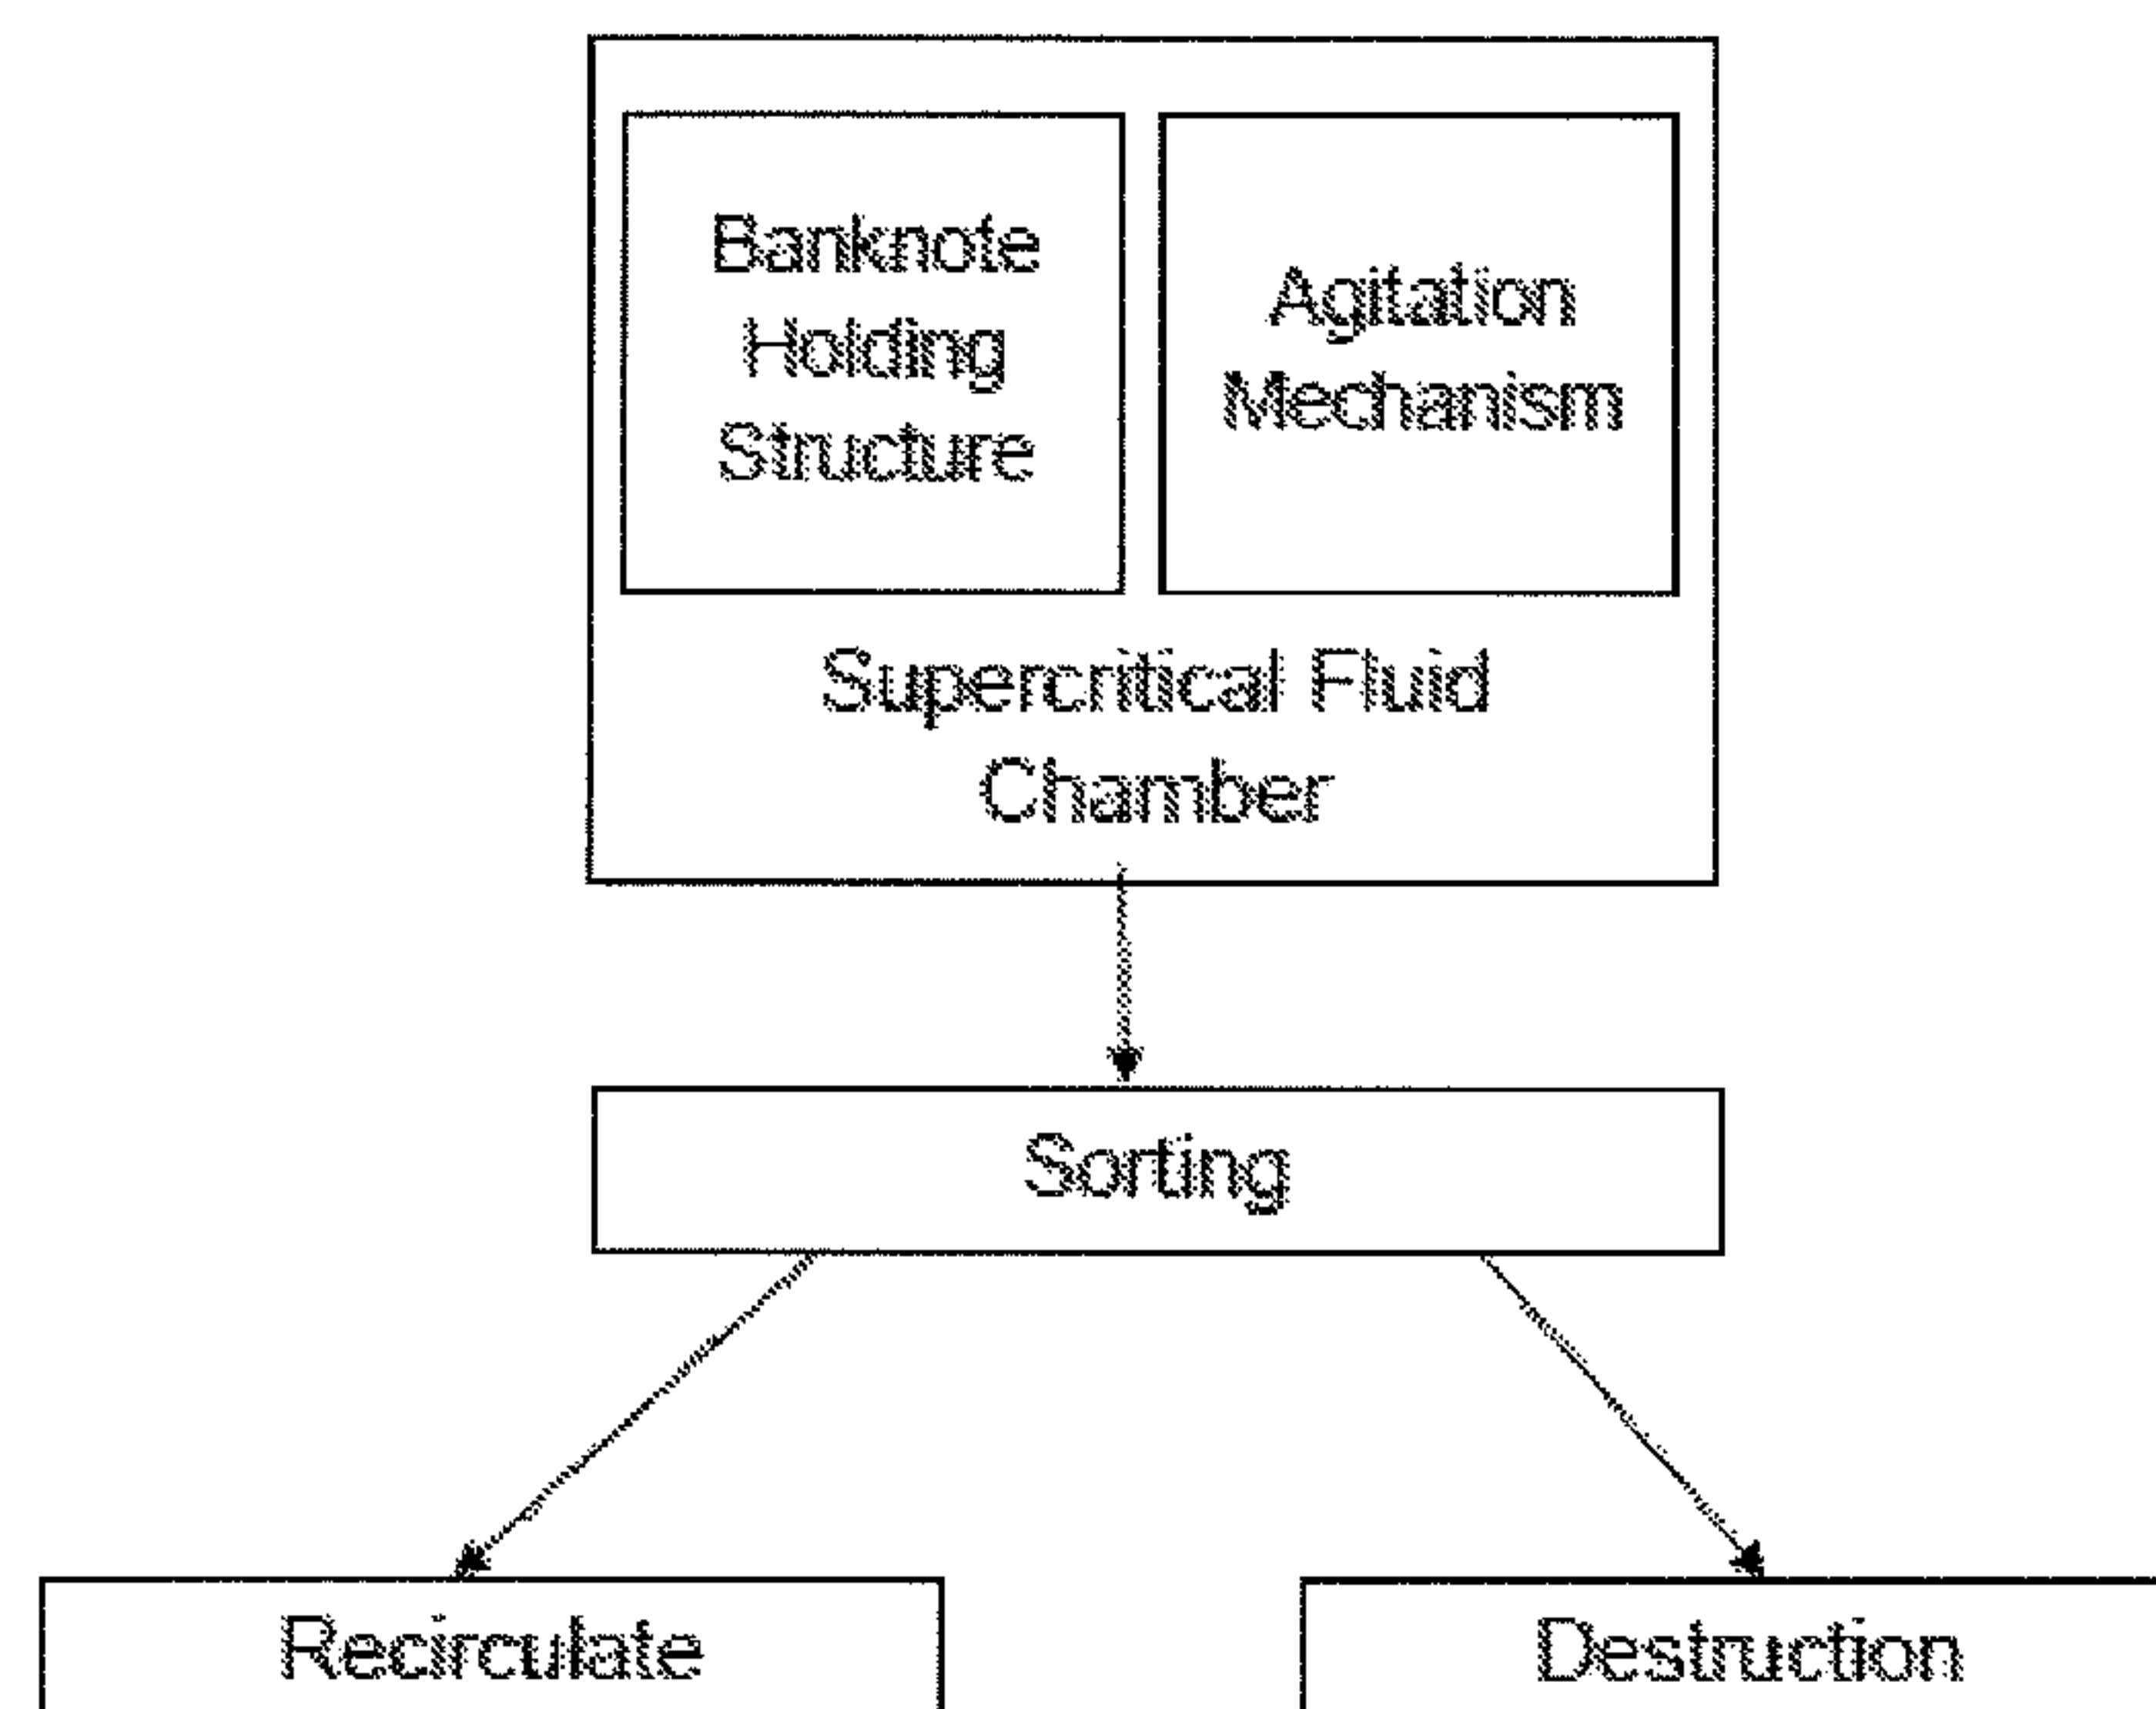 Banknote
Holding
Structure
Agitation
Mechanism
Supercritical Fluid
Chamber
Sorting
Recirculate
Destruction